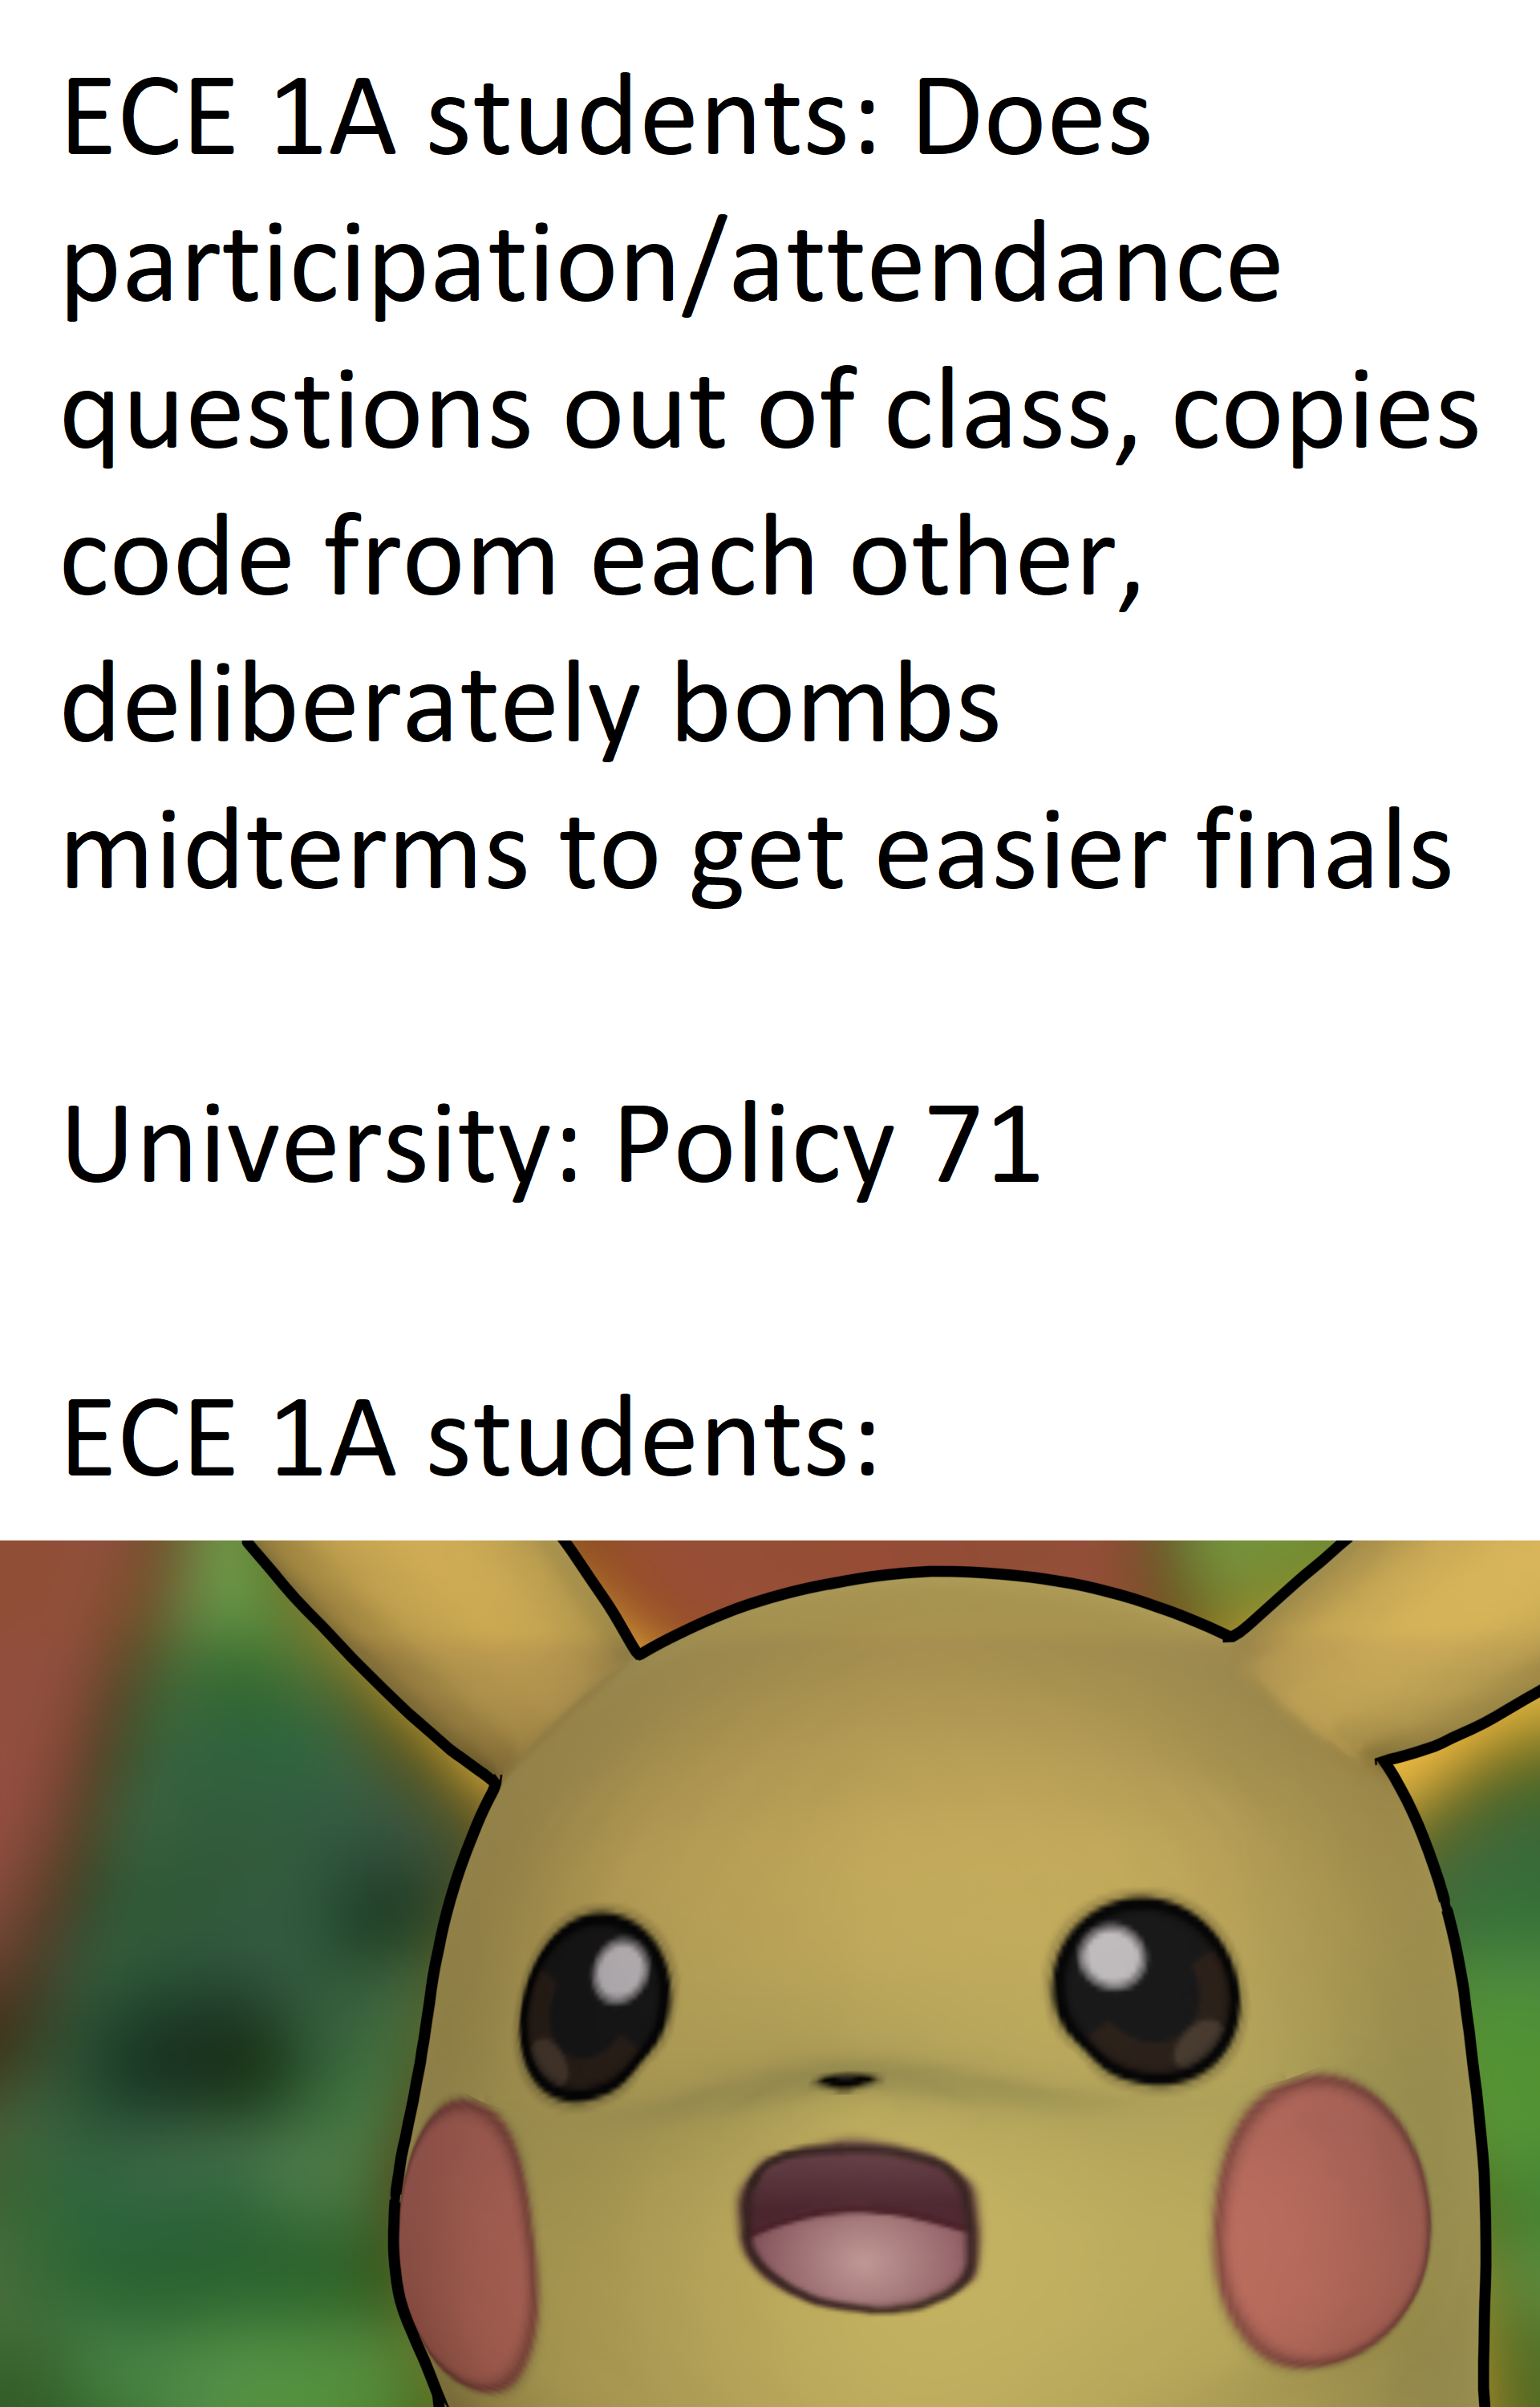 ECE 1A students: Does
participation/attendance
questions out of class, copies
code from each other,
deliberately bombs
midterms to get easier finals
University: Policy 71
ECE 1A students: